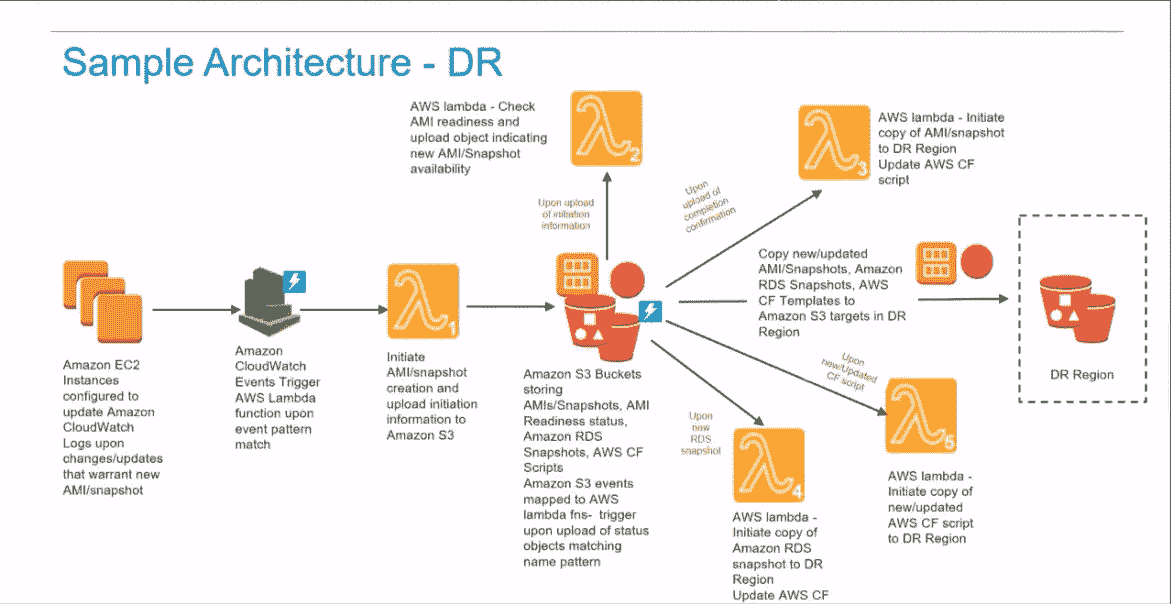 Sample Architecture - DR
AWS lambda - Check
AMI readiness and
upload object indicating
new AMI/Snapshot
availability
2
Upon upload
of initiation
information
Upon
upload of
completion
confirmation
3
AWS lambda - Initiate
copy of AMI/snapshot
to DR Region
Update AWS CF
script
Amazon EC2
Instances
configured to
update Amazon
CloudWatch
Logs upon
changes/updates
that warrant new
AMI/snapshot
Amazon
CloudWatch
Events Trigger
AWS Lambda
function upon
event pattern
match
1
Initiate
AMI/snapshot
creation and
upload initiation
information to
Amazon S3
Amazon S3 Buckets
storing
AMIs/Snapshots, AMI
Readiness status,
Amazon RDS
Snapshots, AWS CF
Scripts
Amazon S3 events
mapped to AWS
lambda fns- trigger
upon upload of status
objects matching
name pattern
Copy new/updated
AMI/Snapshots, Amazon
RDS Snapshots, AWS
CF Templates to
Amazon S3 targets in DR
Region
DR Region
Upon
new/Updated
CF script
5
AWS lambda -
Initiate copy of
new/updated
AWS CF script
to DR Region
Upon
new
RDS
snapshot
4
AWS lambda -
Initiate copy of
Amazon RDS
snapshot to DR
Region
Update AWS CF